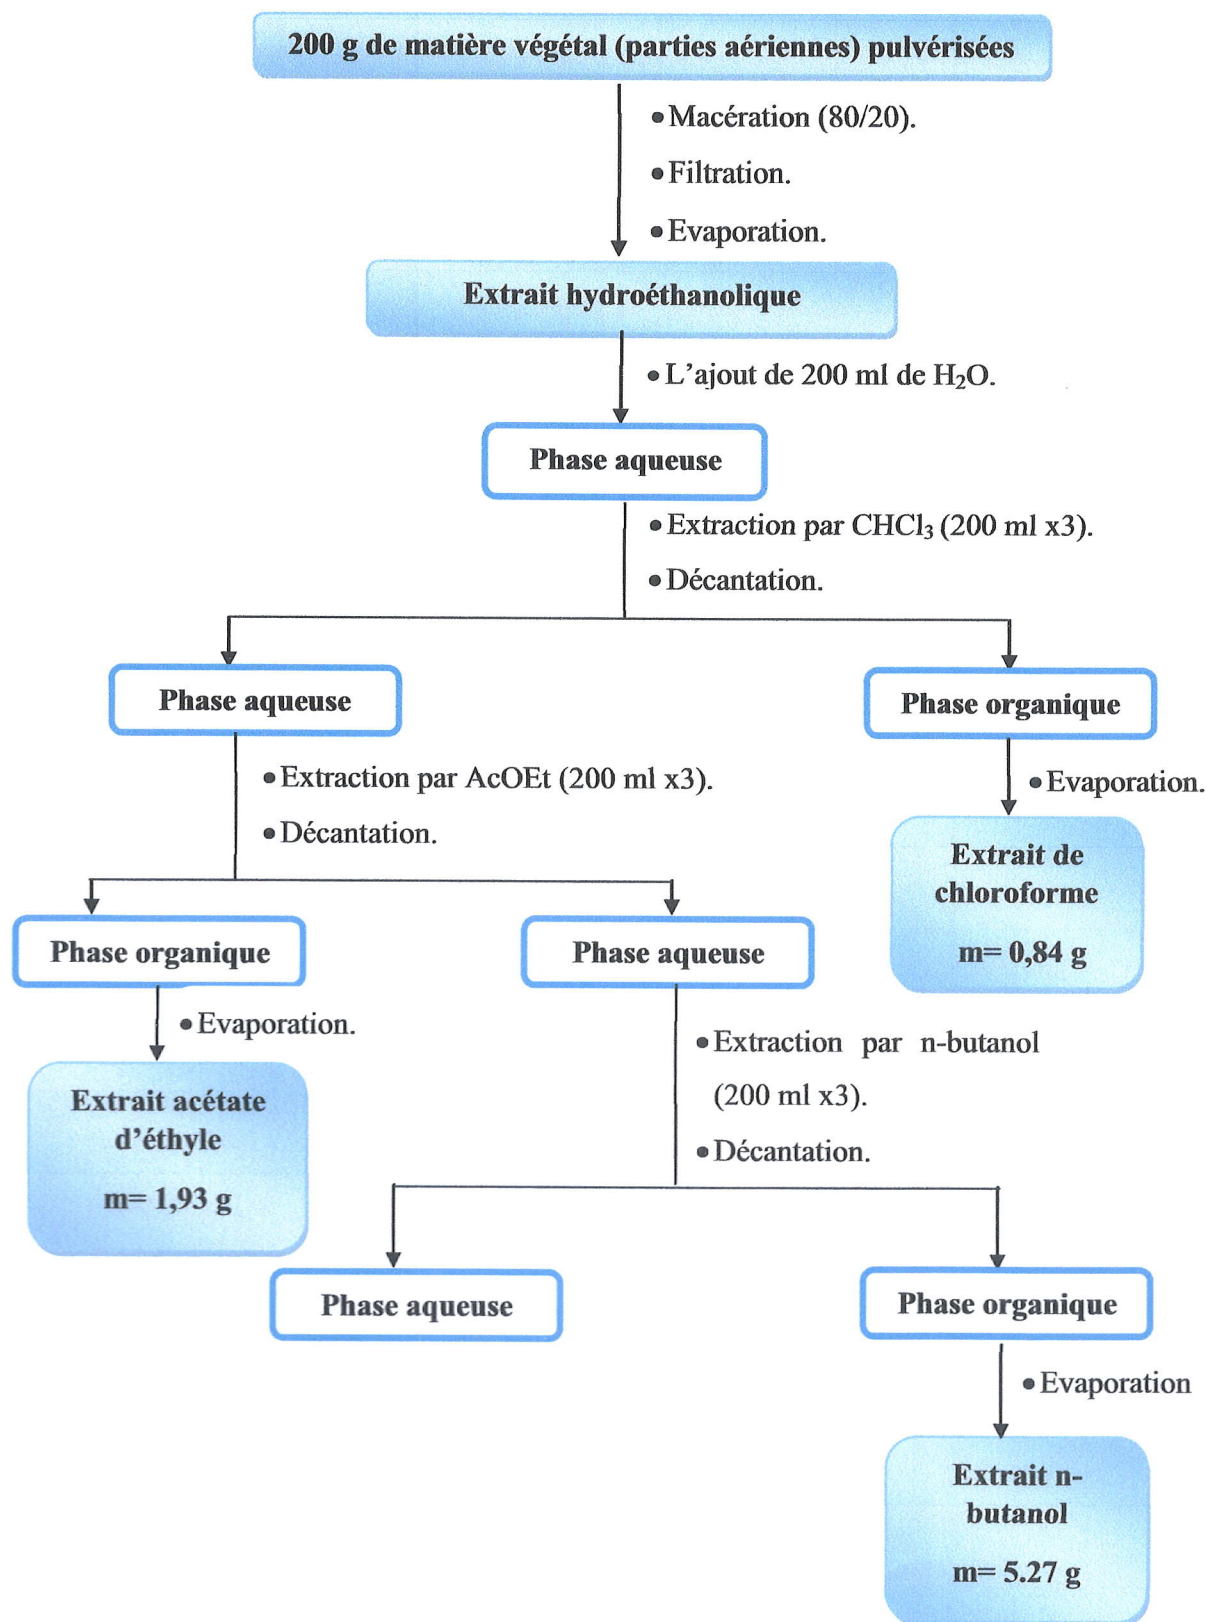 200 g de matière végétal (parties aériennes) pulvérisées
• Macération (80/20).
• Filtration.
• Evaporation.
Extrait hydroéthanolique
• L'ajout de 200 ml de H₂O.
Phase aqueuse
• Extraction par CHCl₃ (200 ml x3).
• Décantation.
Phase aqueuse
Phase organique
• Extraction par AcOEt (200 ml x3).
• Décantation.
• Evaporation.
Extrait de
chloroforme
m= 0,84 g
Phase organique
Phase aqueuse
• Evaporation.
Extrait acétate
d'éthyle
m= 1,93 g
• Extraction par n-butanol
(200 ml x3).
• Décantation.
Phase aqueuse
Phase organique
• Evaporation
Extrait n-
butanol
m= 5.27 g